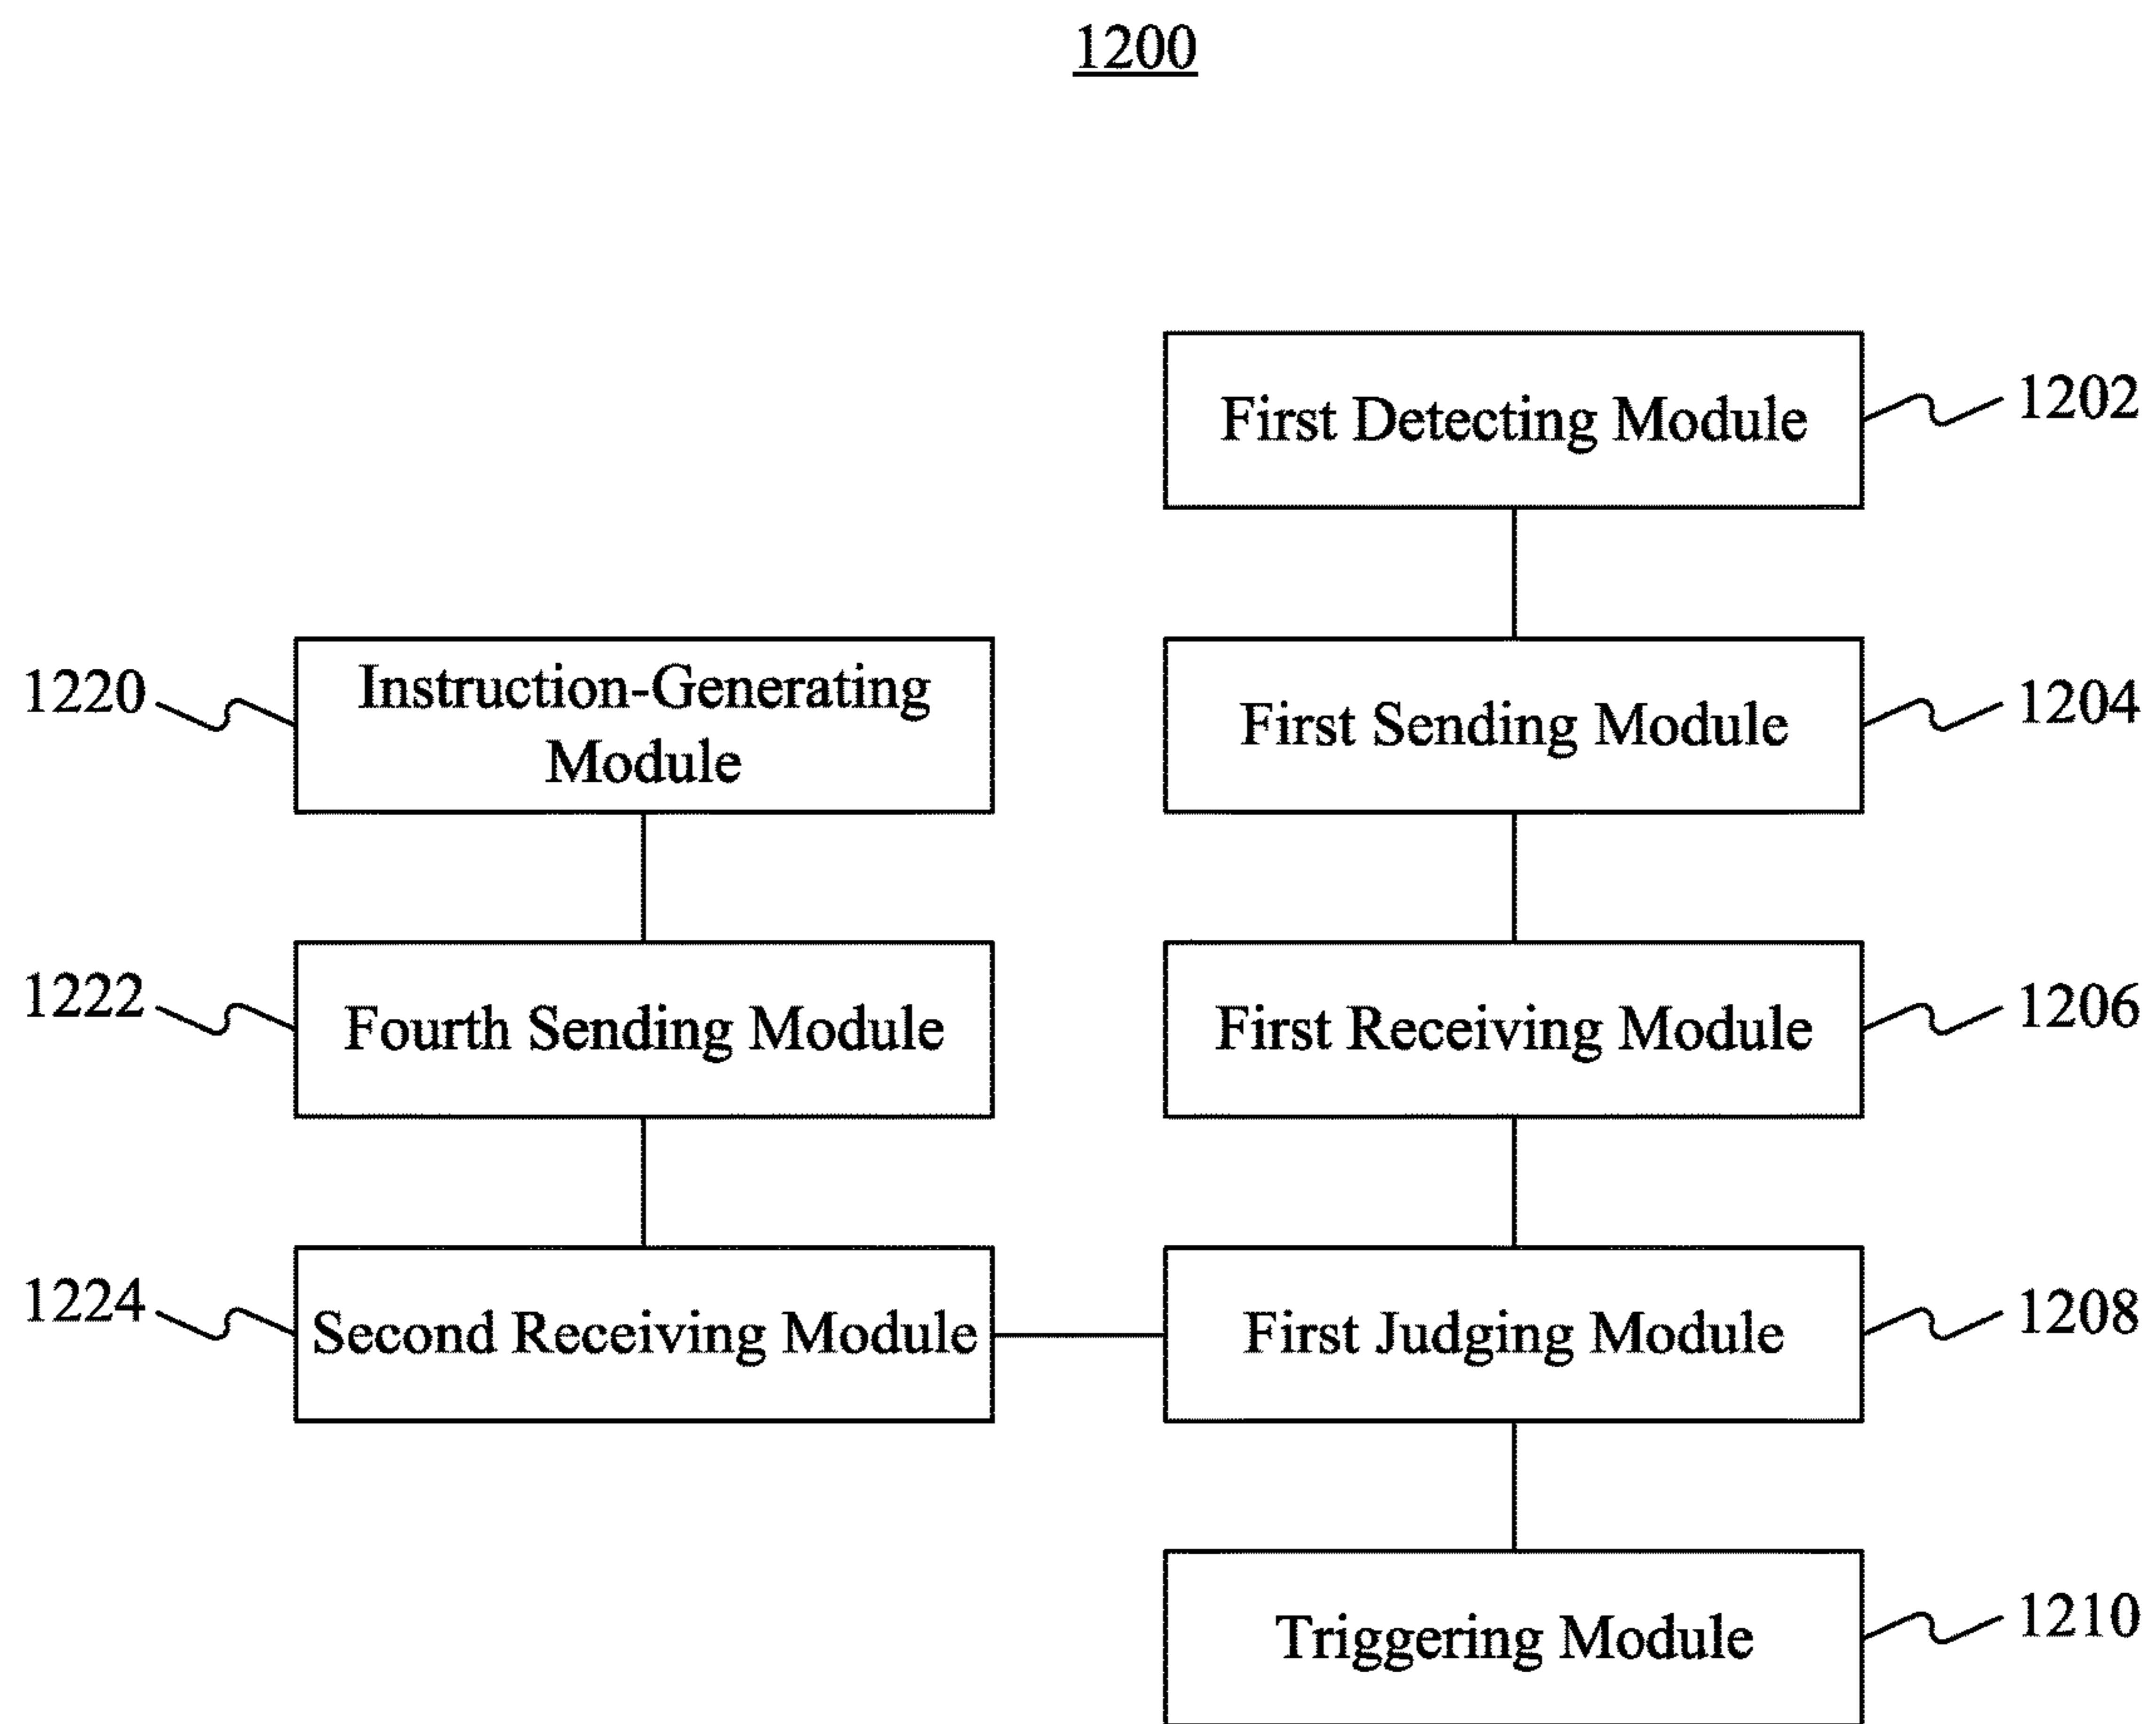 1200
First Detecting Module
1202
1220
Instruction-Generating
Module
First Sending Module
1204
1222
Fourth Sending Module
First Receiving Module
1206
1224
Second Receiving Module
First Judging Module
1208
Triggering Module
1210